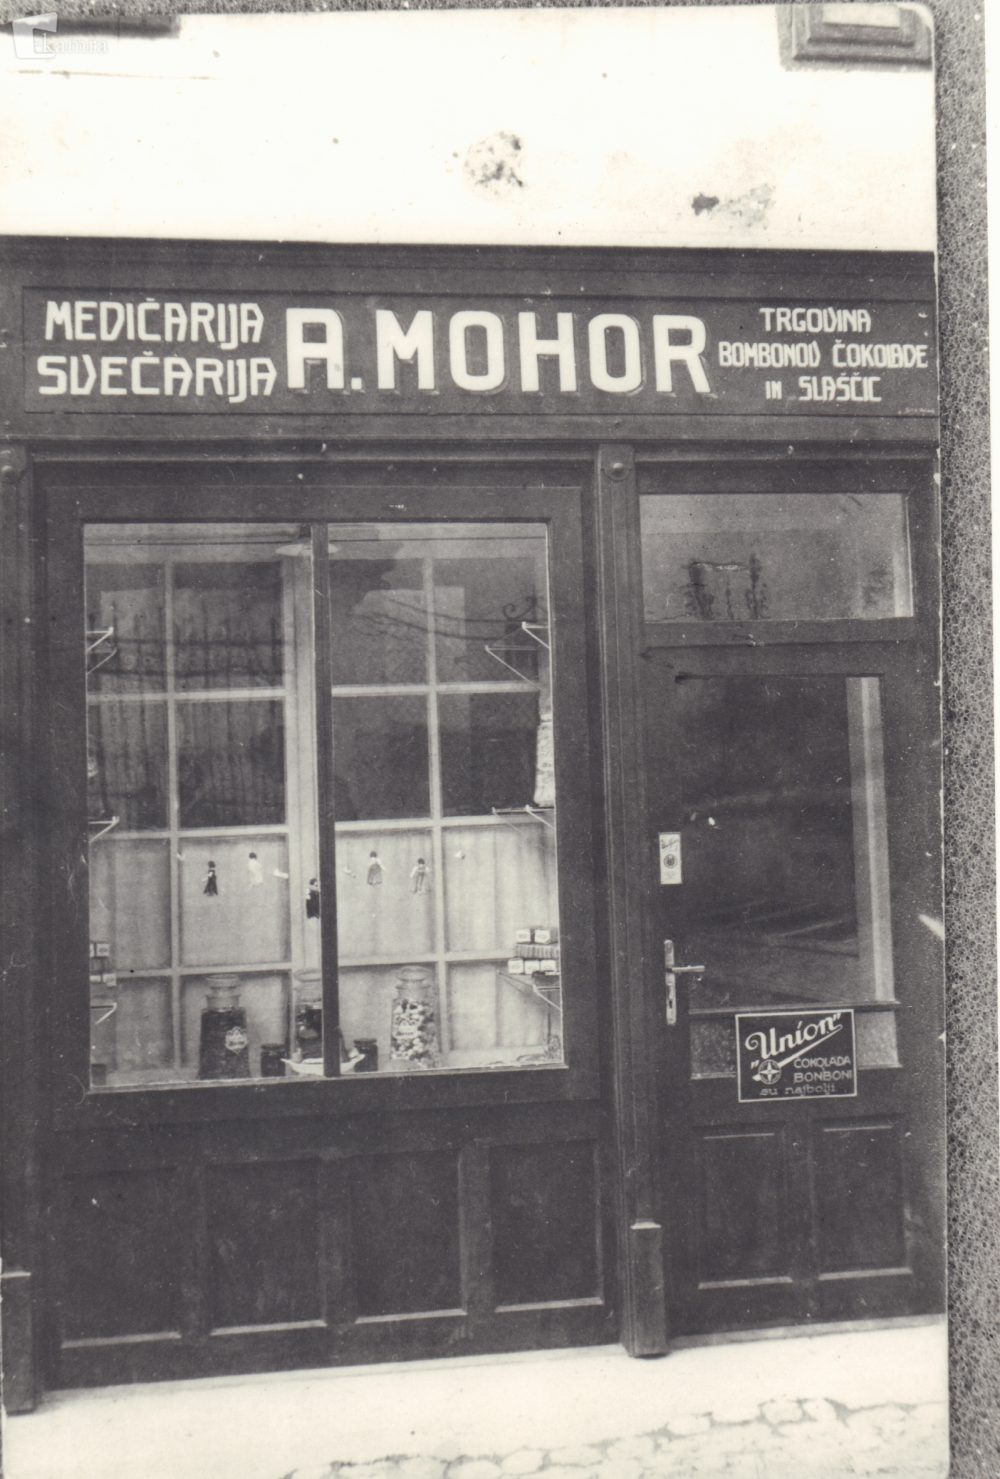 MEDIČARIJA
SVEČARIJA
A. MOHOR
TRGOVINA
BOMBONOV ČOKOLADE
IN SLAŠČIC
"Union"
ČOKOLADA
BONBONI
su najbolji